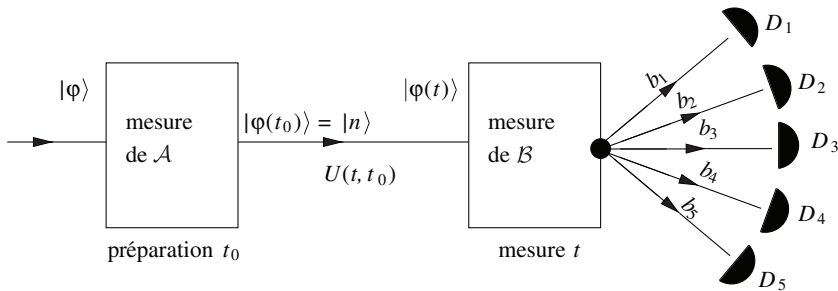 |φ⟩
mesure
de 𝒜
préparation t₀
|φ(t₀)⟩ = |n⟩
U(t, t₀)
|φ(t)⟩
mesure
de ℬ
mesure t
b₁
b₂
b₃
b₄
b₅
D₁
D₂
D₃
D₄
D₅